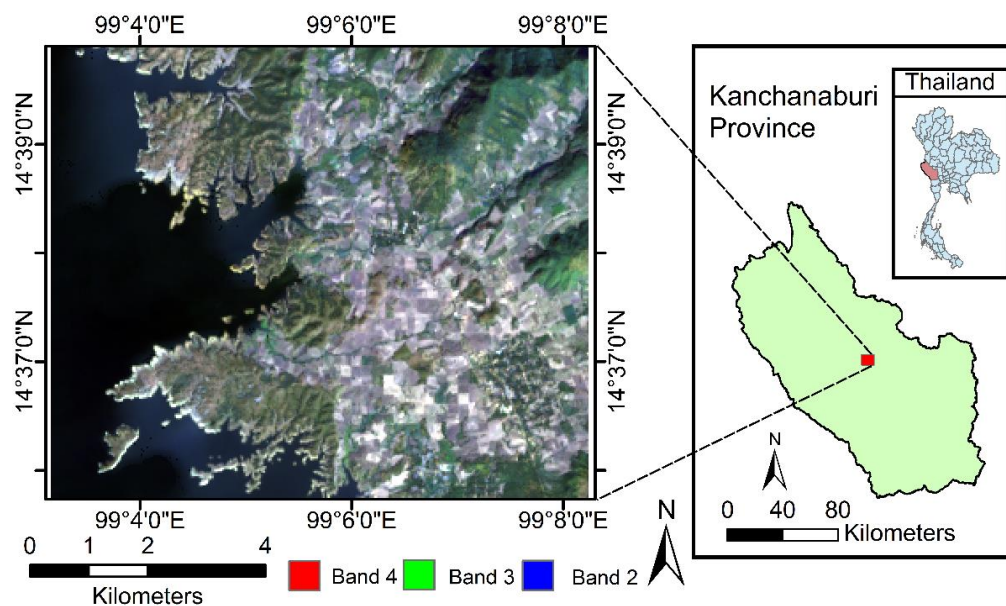 99°4'0"E 99°6'0"E 99°8'0"E
14°39'0"N
14°37'0"N
14°39'0"N
14°37'0"N
99°4'0"E 99°6'0"E 99°8'0"E
0 1 2 4
Kilometers
Band 4 Band 3 Band 2
N
Kanchanaburi
Province
Thailand
N
0 40 80
Kilometers